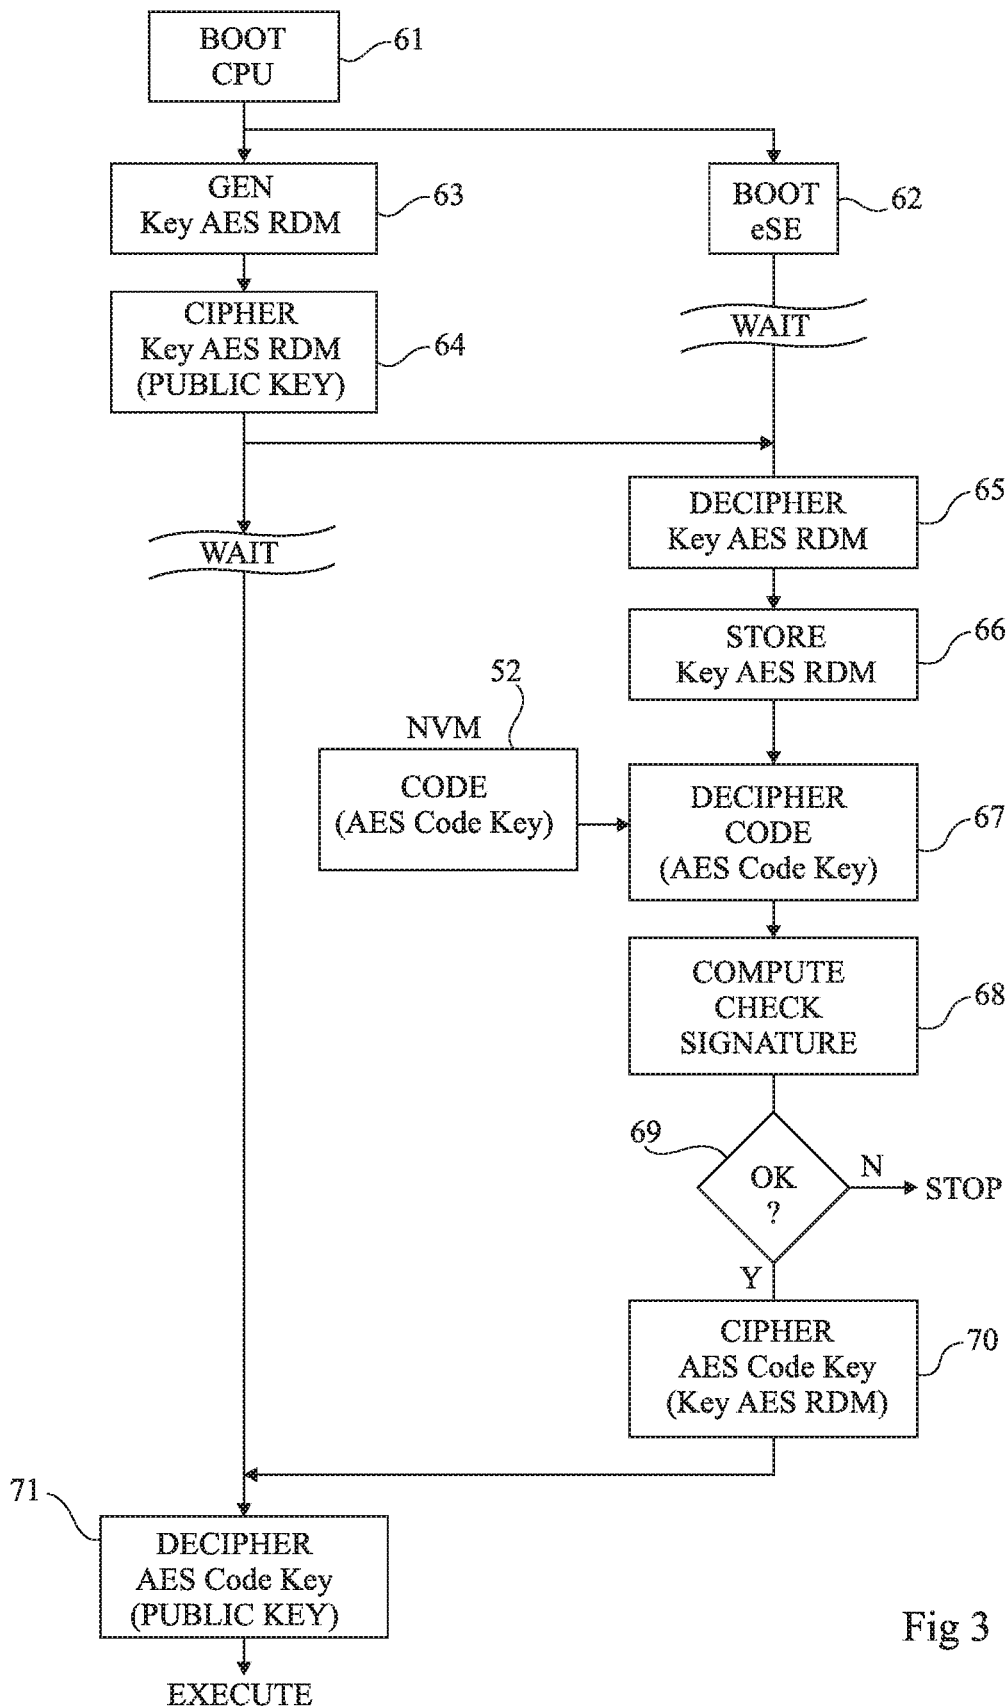 BOOT
CPU
61
GEN
Key AES RDM
63
BOOT
eSE
62
CIPHER
Key AES RDM
(PUBLIC KEY)
64
WAIT
DECIPHER
Key AES RDM
65
WAIT
STORE
Key AES RDM
66
52
NVM
CODE
(AES Code Key)
DECIPHER
CODE
(AES Code Key)
67
COMPUTE
CHECK
SIGNATURE
68
69
OK
?
N
STOP
Y
CIPHER
AES Code Key
(Key AES RDM)
70
71
DECIPHER
AES Code Key
(PUBLIC KEY)
EXECUTE
Fig 3